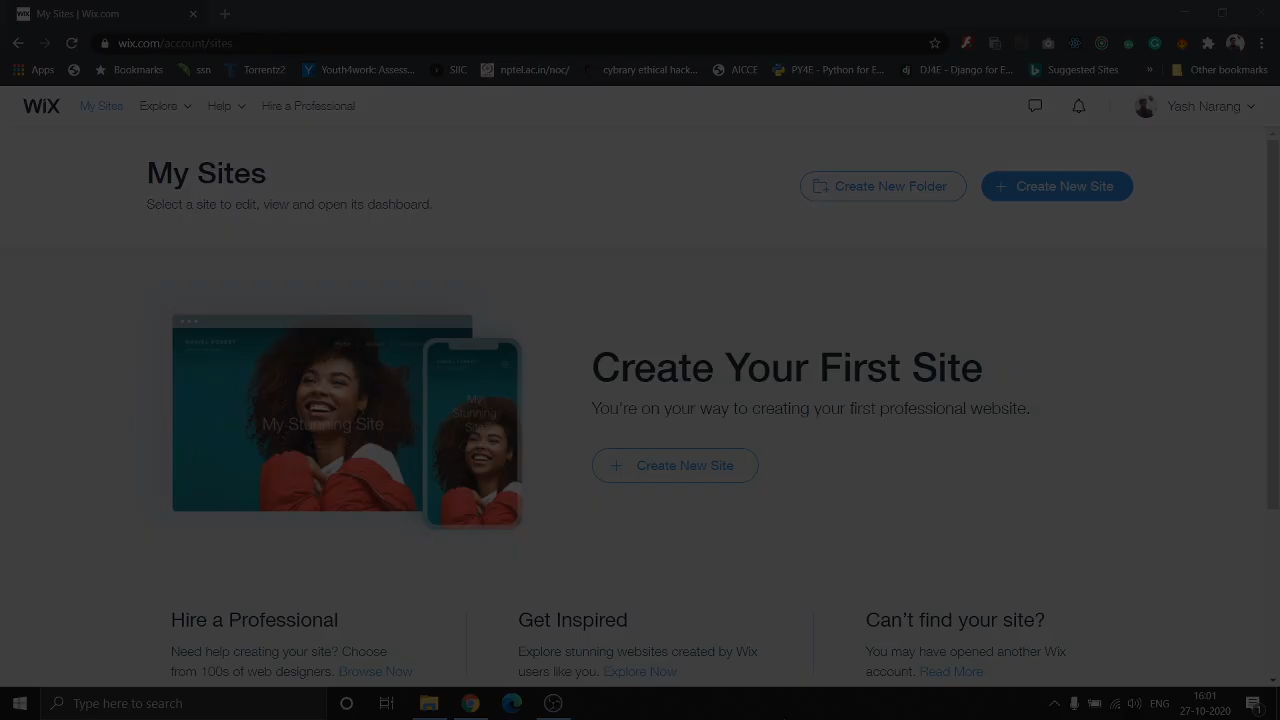 WiX
My Sites | Wix.com
wix.com/account/sites
Apps
Bookmarks
ssn
Torrentz2
Youth4work: Assess...
SIIC
nptel.ac.in/noc/
cybrary ethical hack...
AICCE
PY4E - Python for E...
DJ4E - Django for E...
Suggested Sites
»
Other bookmarks
WiX
My Sites
Explore
Help
Hire a Professional
Yash Narang
My Sites
Select a site to edit, view and open its dashboard.
Create New Folder
+ Create New Site
My Stunning Site
My
Stunning
Site
Create Your First Site
You're on your way to creating your first professional website.
+ Create New Site
Hire a Professional
Need help creating your site? Choose
from 100s of web designers. Browse Now
Get Inspired
Explore stunning websites created by Wix
users like you. Explore Now
Can't find your site?
You may have opened another Wix
account. Read More
Type here to search
ENG
16:01
27-10-2020
1